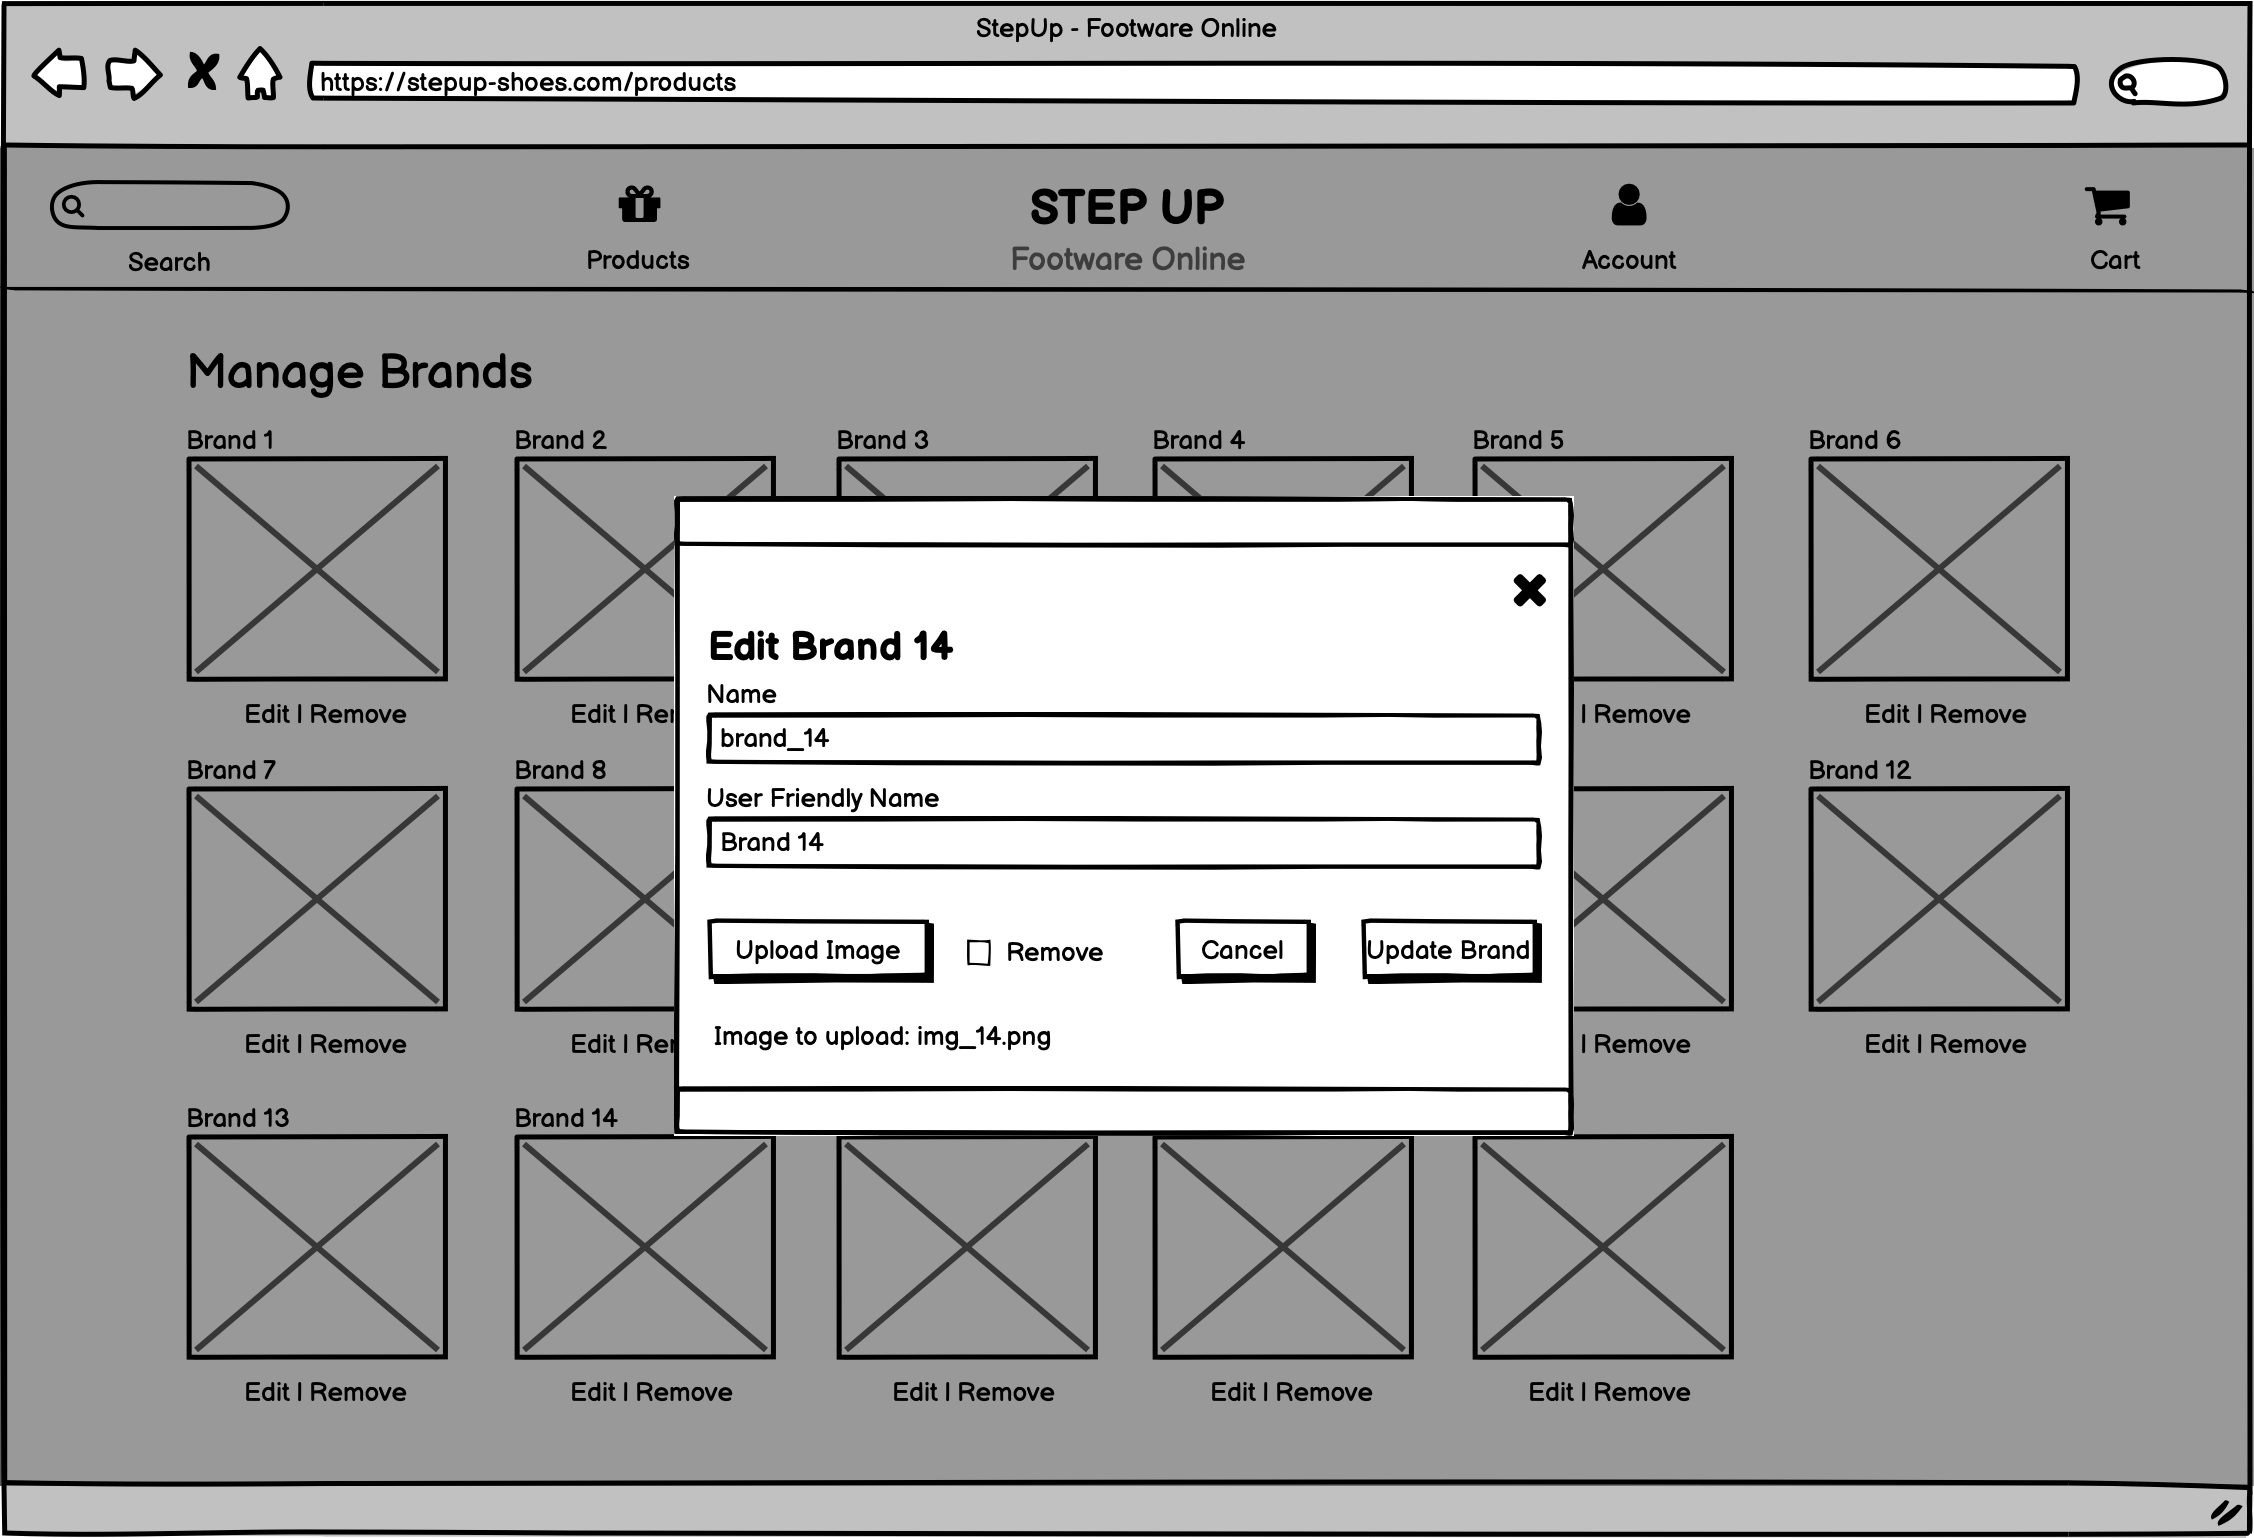 StepUp - Footware Online
https://stepup-shoes.com/products
STEP UP
Footware Online
Search
Products
Account
Cart
Manage Brands
Brand 1
Brand 2
Brand 3
Brand 4
Brand 5
Brand 6
Edit | Remove
Edit |
| Remove
Edit | Remove
Brand 7
Brand 8
Brand 12
Edit | Remove
Edit |
| Remove
Edit | Remove
Edit Brand 14
Name
brand_14
User Friendly Name
Brand 14
Upload Image
Remove
Cancel
Update Brand
Image to upload: img_14.png
Brand 13
Brand 14
Edit | Remove
Edit | Remove
Edit | Remove
Edit | Remove
Edit | Remove